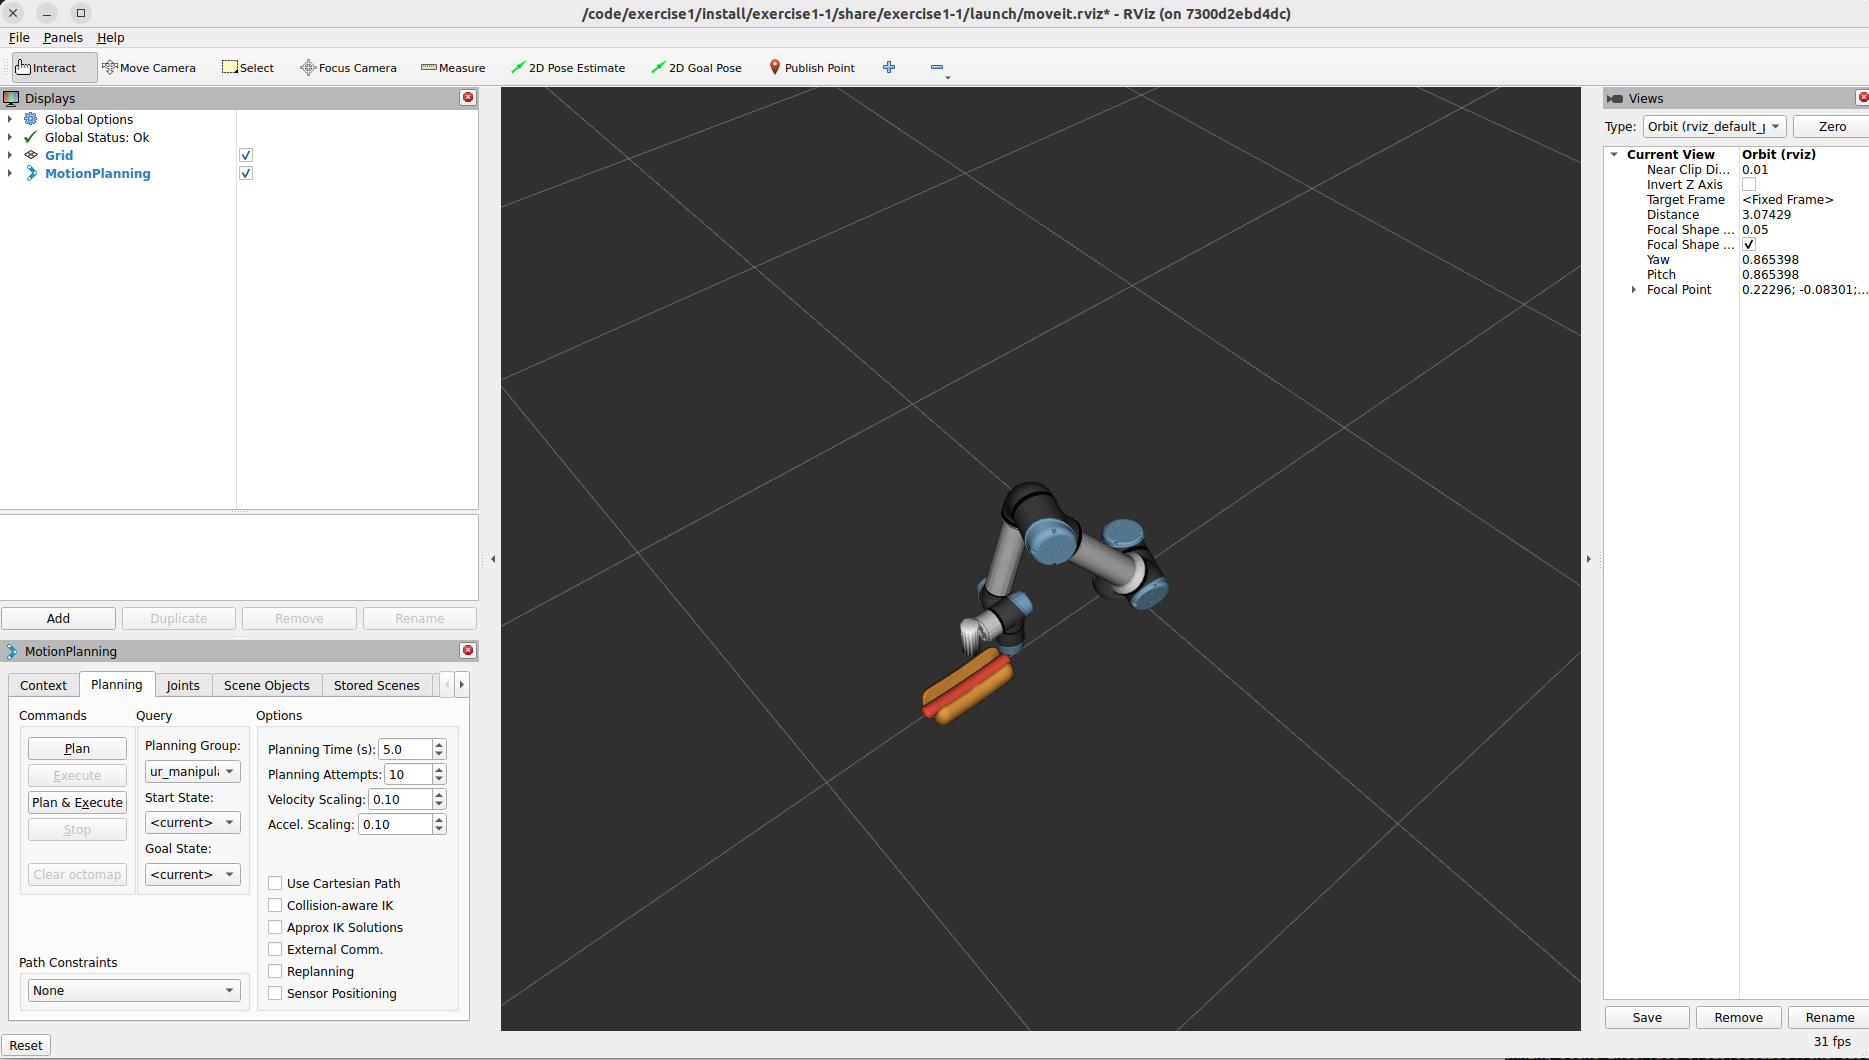 /code/exercise1/install/exercise1-1/share/exercise1-1/launch/moveit.rviz* - RViz (on 7300d2ebd4dc)
File Panels Help
Interact Move Camera Select Focus Camera Measure 2D Pose Estimate 2D Goal Pose Publish Point
Displays
Global Options
Global Status: Ok
Grid
MotionPlanning
Add Duplicate Remove Rename
MotionPlanning
Context Planning Joints Scene Objects Stored Scenes
Commands Query Options
Plan
Execute
Plan & Execute
Stop
Clear octomap
Planning Group:
ur_manipula
Start State:
<current>
Goal State:
<current>
Planning Time (s): 5.0
Planning Attempts: 10
Velocity Scaling: 0.10
Accel. Scaling: 0.10
Use Cartesian Path
Collision-aware IK
Approx IK Solutions
External Comm.
Replanning
Sensor Positioning
Path Constraints
None
Reset
Views
Type: Orbit (rviz_default_ Zero
Current View Orbit (rviz)
Near Clip Di... 0.01
Invert Z Axis
Target Frame <Fixed Frame>
Distance 3.07429
Focal Shape ... 0.05
Focal Shape ...
Yaw 0.865398
Pitch 0.865398
Focal Point 0.22296; -0.08301;...
Save Remove Rename
31 fps